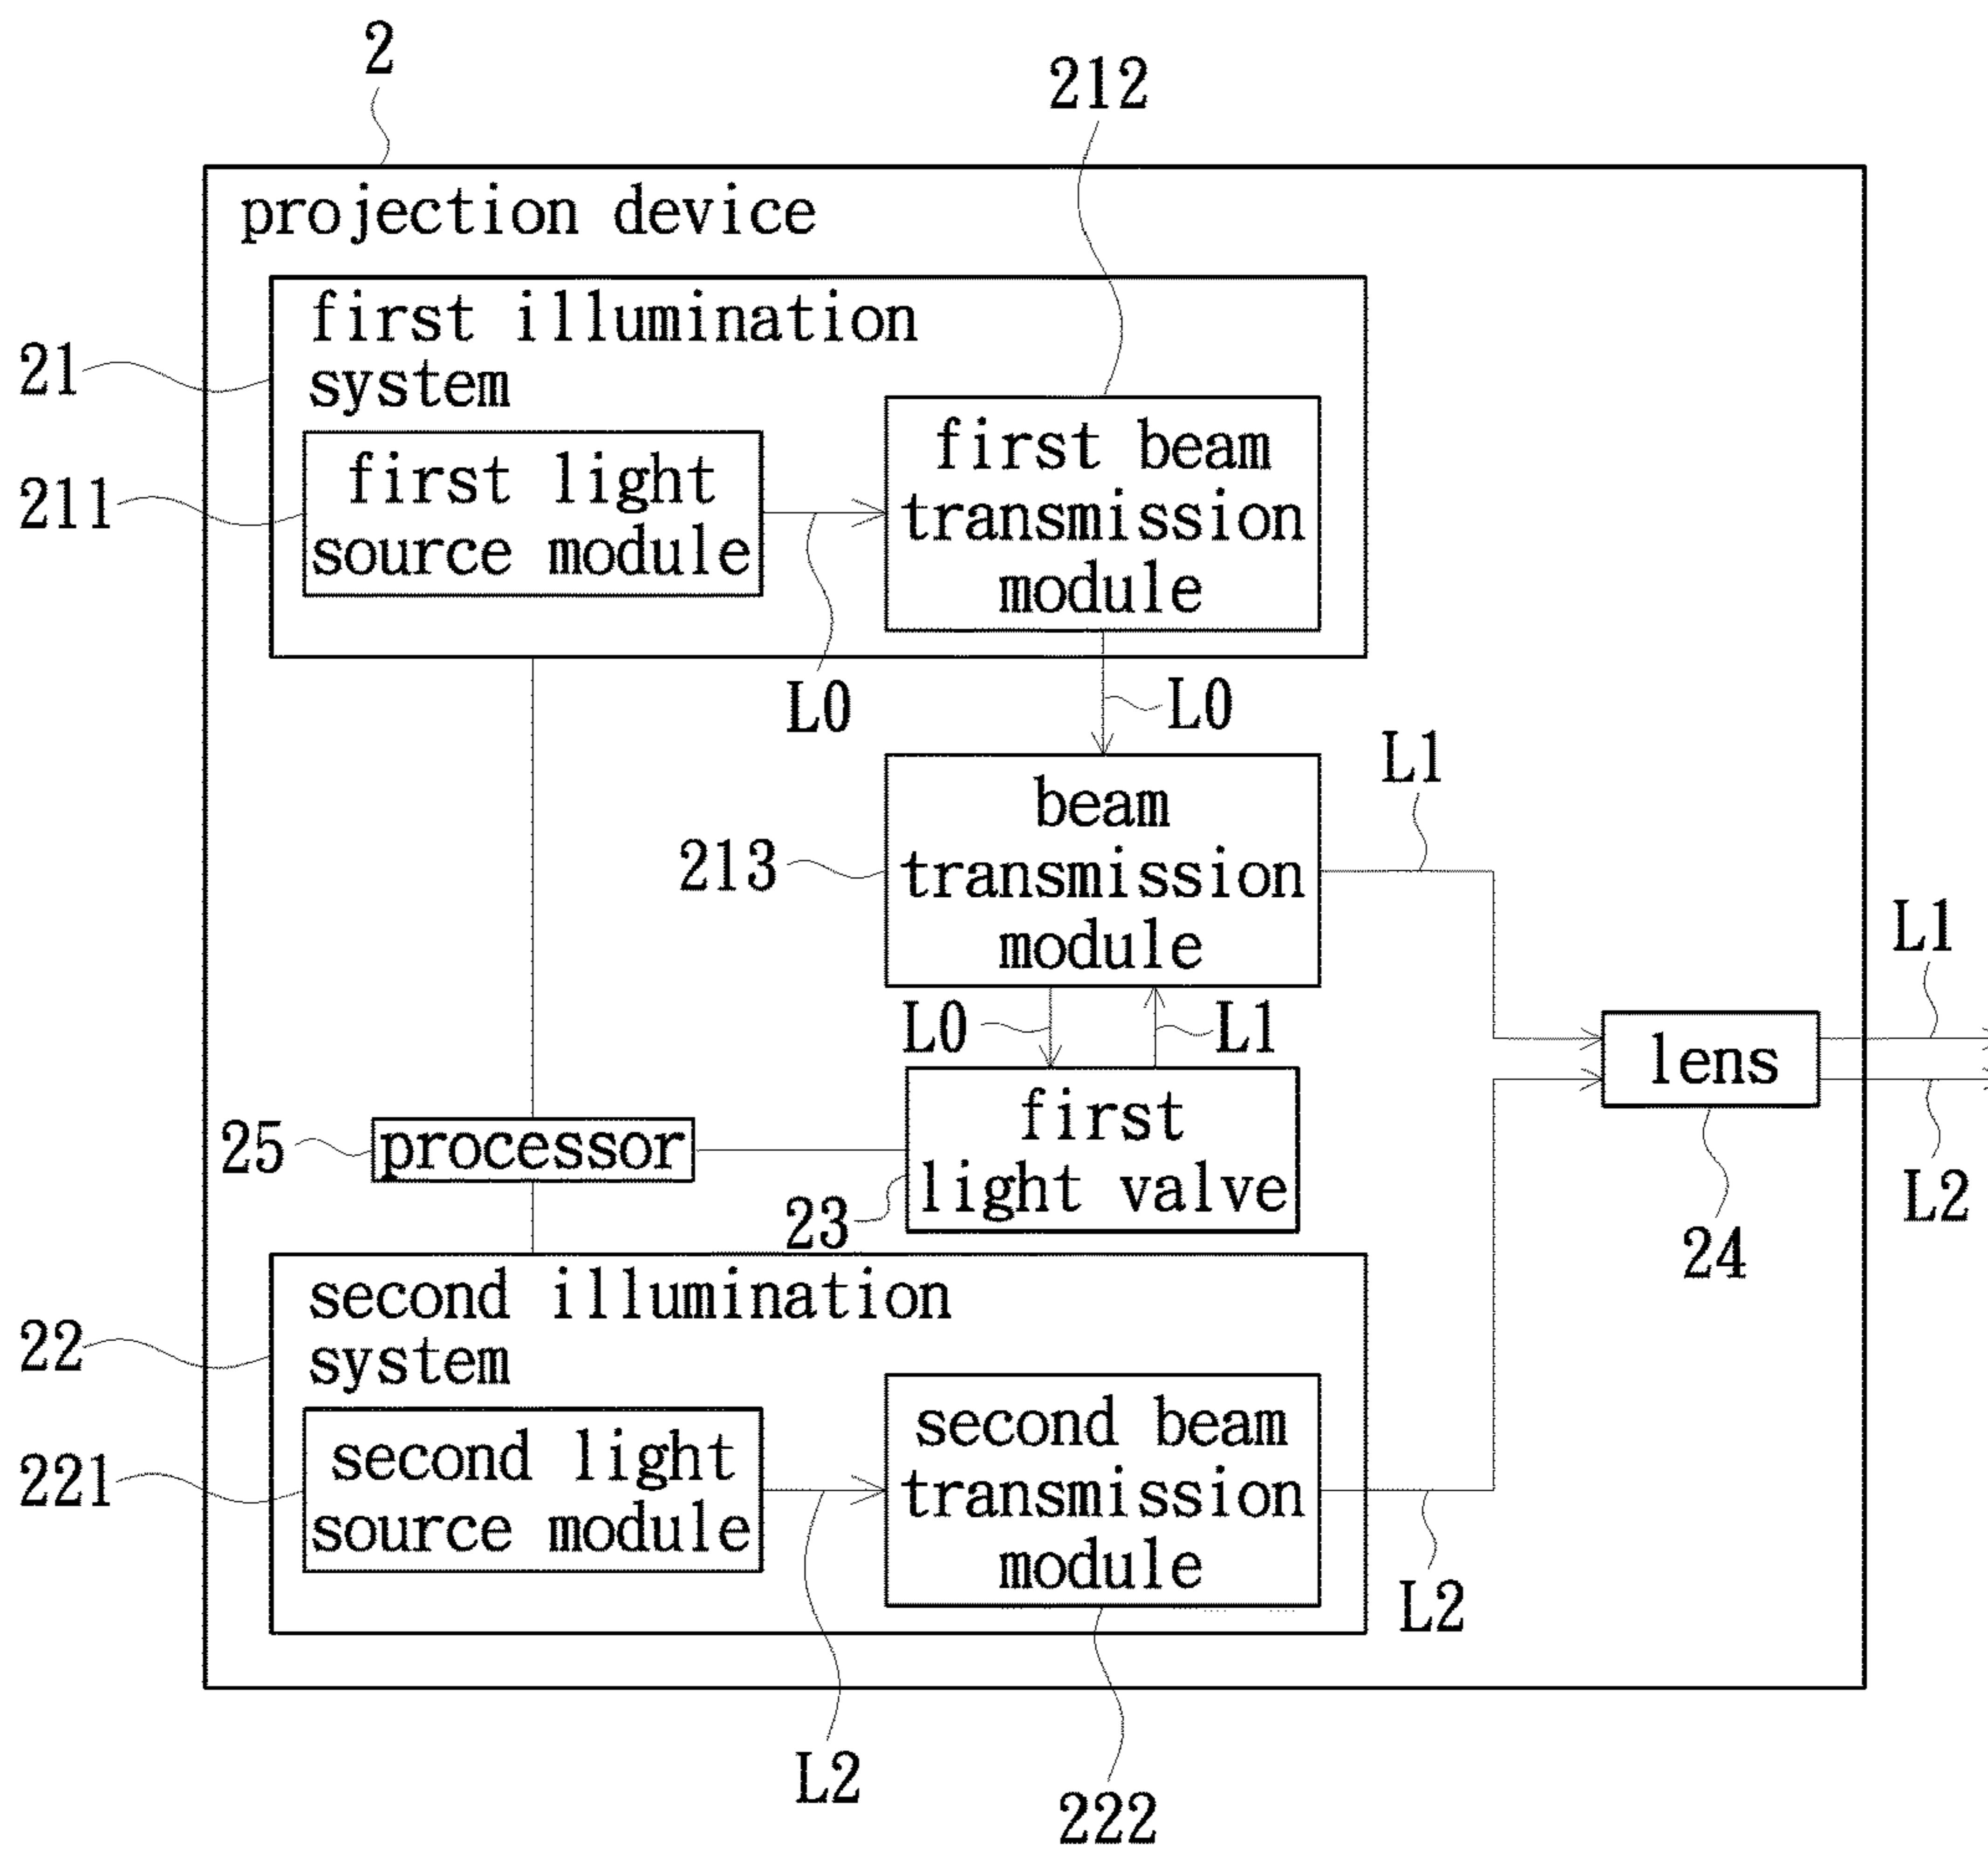 2
212
projection device
first illumination
system
21
first light
source module
211
first beam
transmission
module
L0
L0
beam
transmission
module
213
L1
L1
L0
L1
lens
processor
25
first
light valve
23
L2
24
second illumination
system
22
second light
source module
221
second beam
transmission
module
L2
L2
222